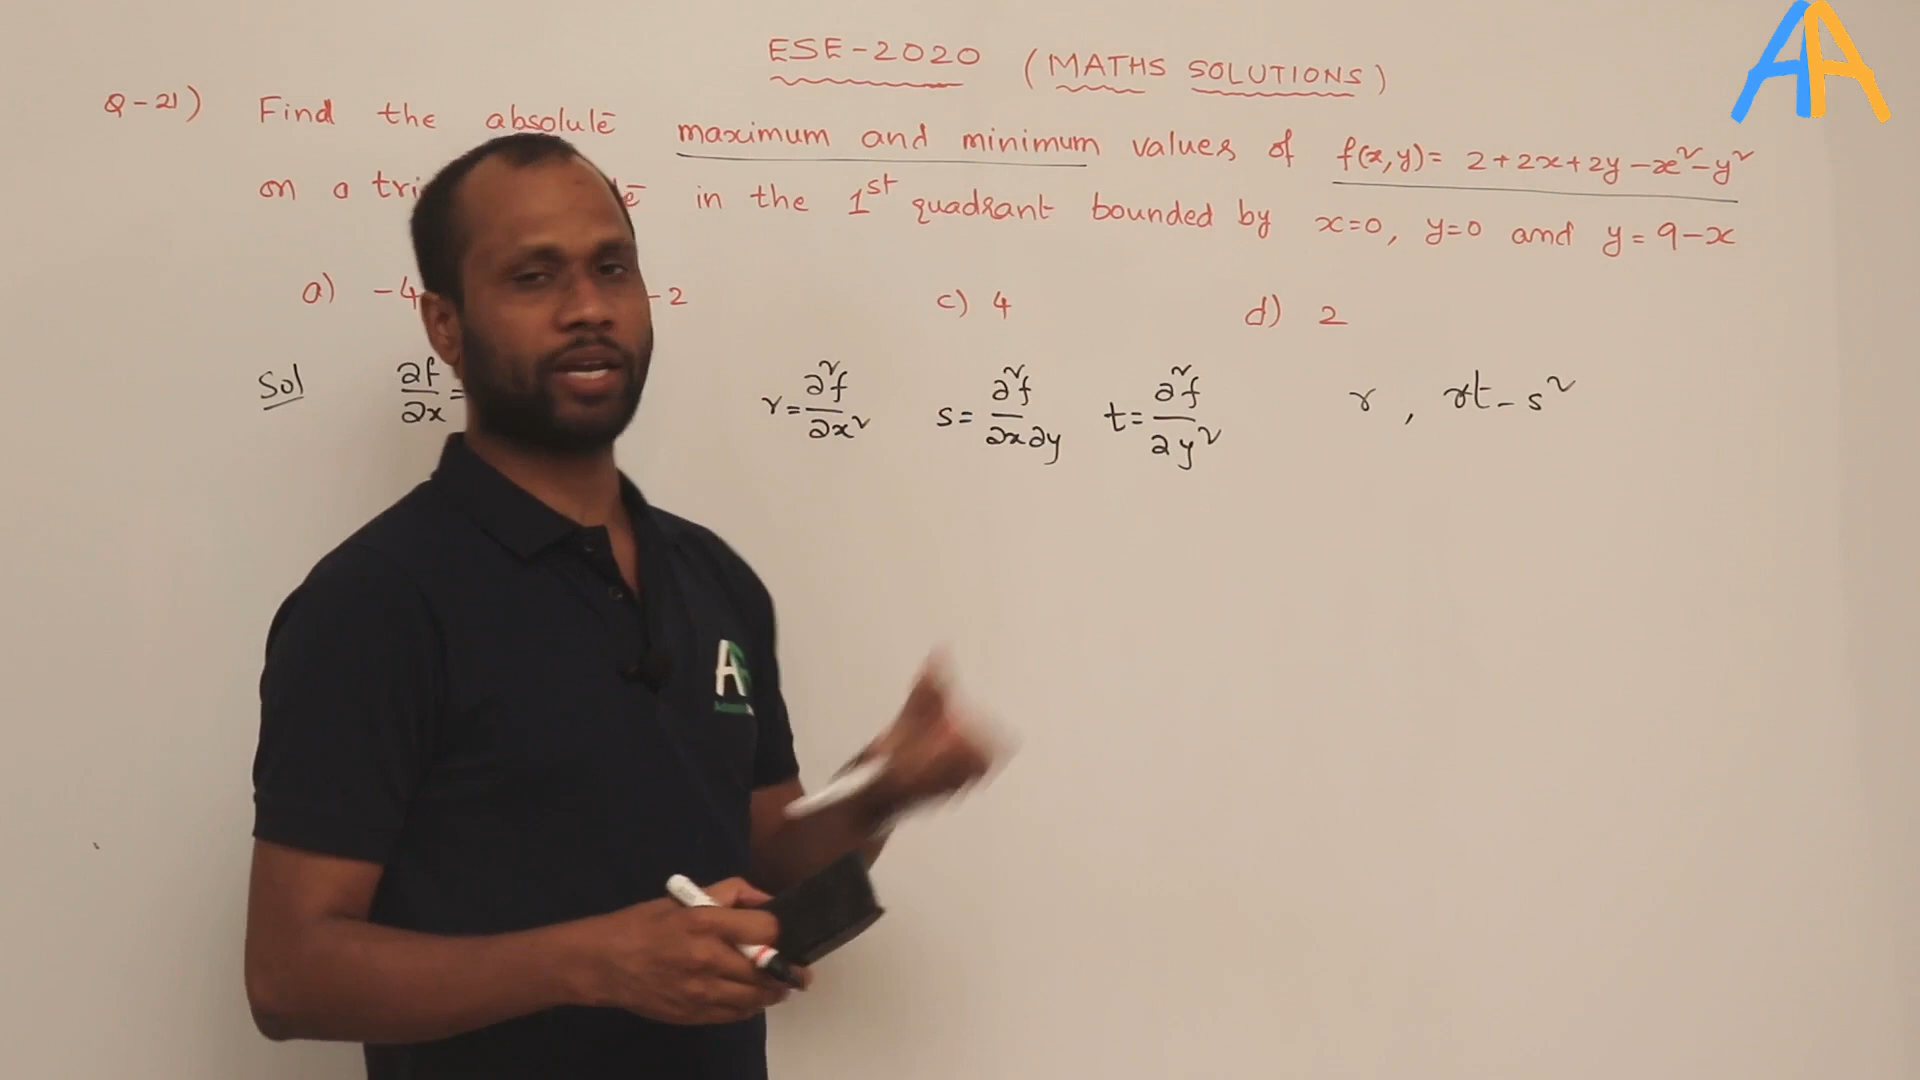 ESE-2020 (MATHS SOLUTIONS)
Q-21) Find the absolute maximum and minimum values of f(x,y)= 2+2x+2y-x²-y²
on a in the 1st quadrant bounded by x=0, y=0 and y=9-x
a) -4 -2 c) 4 d) 2
Sol ∂f/∂x= r=∂²f/∂x² s=∂²f/∂x∂y t=∂²f/∂y² r, rt-s²
AA